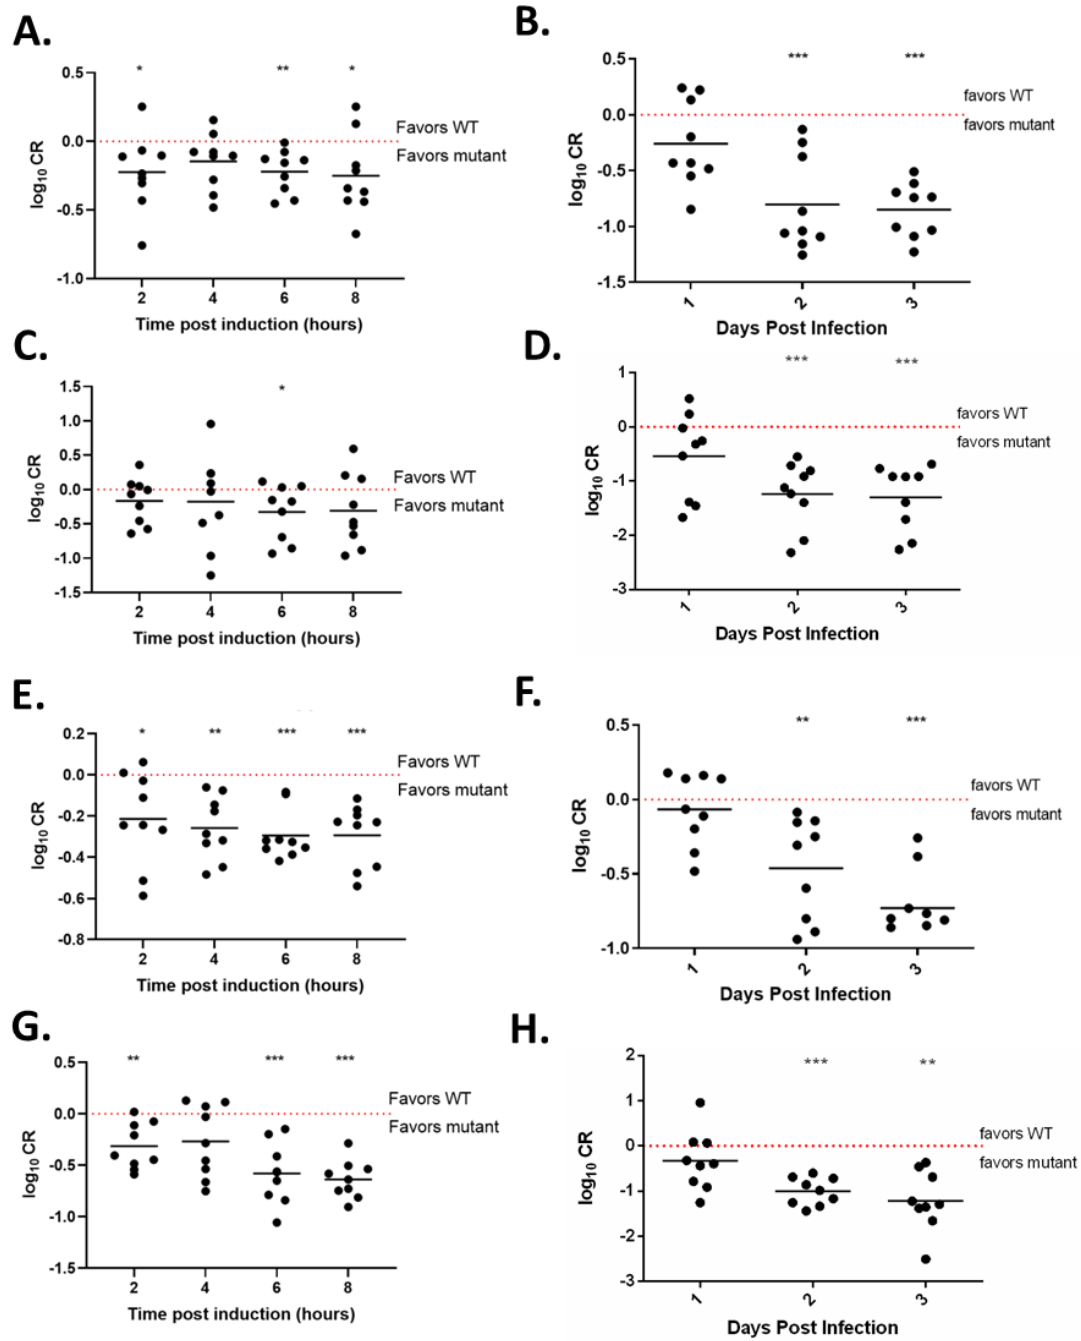 A.
0.5
0.0
-0.5
-1.0
log10 CR
* ** *
Favors WT
Favors mutant
2 4 6 8
Time post induction (hours)
B.
0.5
0.0
-0.5
-1.0
-1.5
log10 CR
*** ***
favors WT
favors mutant
1 2 3
Days Post Infection
C.
1.5
1.0
0.5
0.0
-0.5
-1.0
-1.5
log10 CR
*
Favors WT
Favors mutant
2 4 6 8
Time post induction (hours)
D.
1
0
-1
-2
-3
log10 CR
*** ***
favors WT
favors mutant
1 2 3
Days Post Infection
E.
0.2
0.0
-0.2
-0.4
-0.6
-0.8
log10 CR
* ** *** ***
Favors WT
Favors mutant
2 4 6 8
Time post induction (hours)
F.
0.5
0.0
-0.5
-1.0
log10 CR
** ***
favors WT
favors mutant
1 2 3
Days Post Infection
G.
0.5
0.0
-0.5
-1.0
-1.5
log10 CR
** *** ***
Favors WT
Favors mutant
2 4 6 8
Time post induction (hours)
H.
2
1
0
-1
-2
-3
log10 CR
*** **
favors WT
favors mutant
1 2 3
Days Post Infection